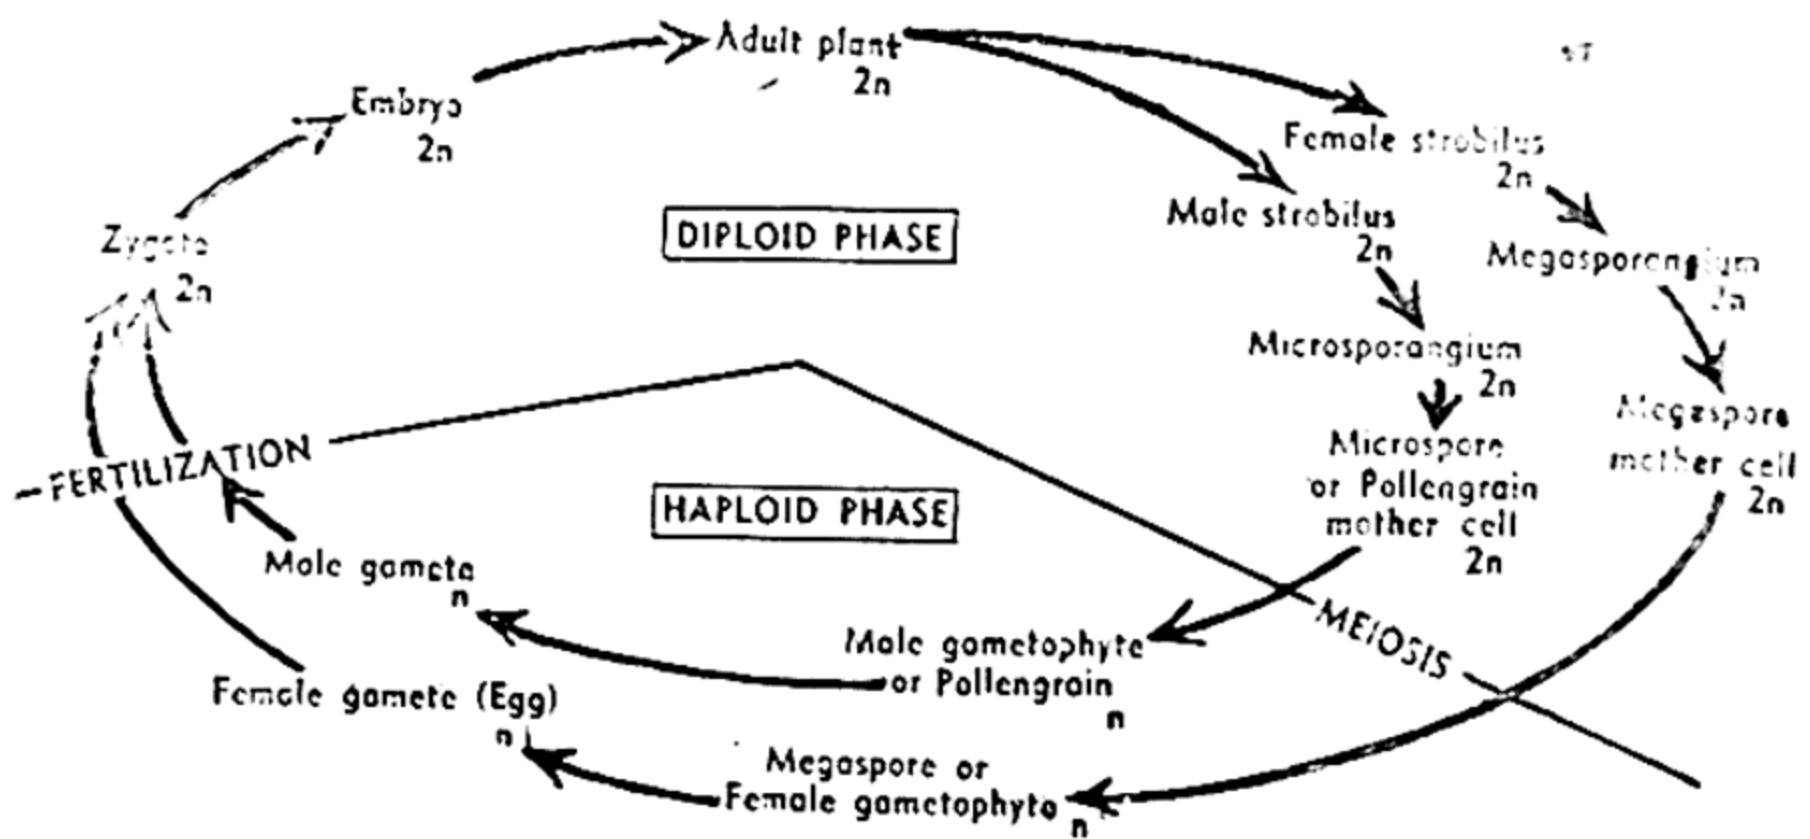 Adult plant
2n
Embryo
2n
Female strobilus
2n
Male strobilus
2n
Zygote
2n
DIPLOID PHASE
Megasporangium
2n
Microsporangium
2n
Megaspore
mother cell
2n
Microspore
or Pollengrain
mother cell
2n
FERTILIZATION
HAPLOID PHASE
Male gamete
n
MEIOSIS
Male gametophyte
or Pollengrain
n
Female gamete (Egg)
n
Megaspore or
Female gametophyte
n